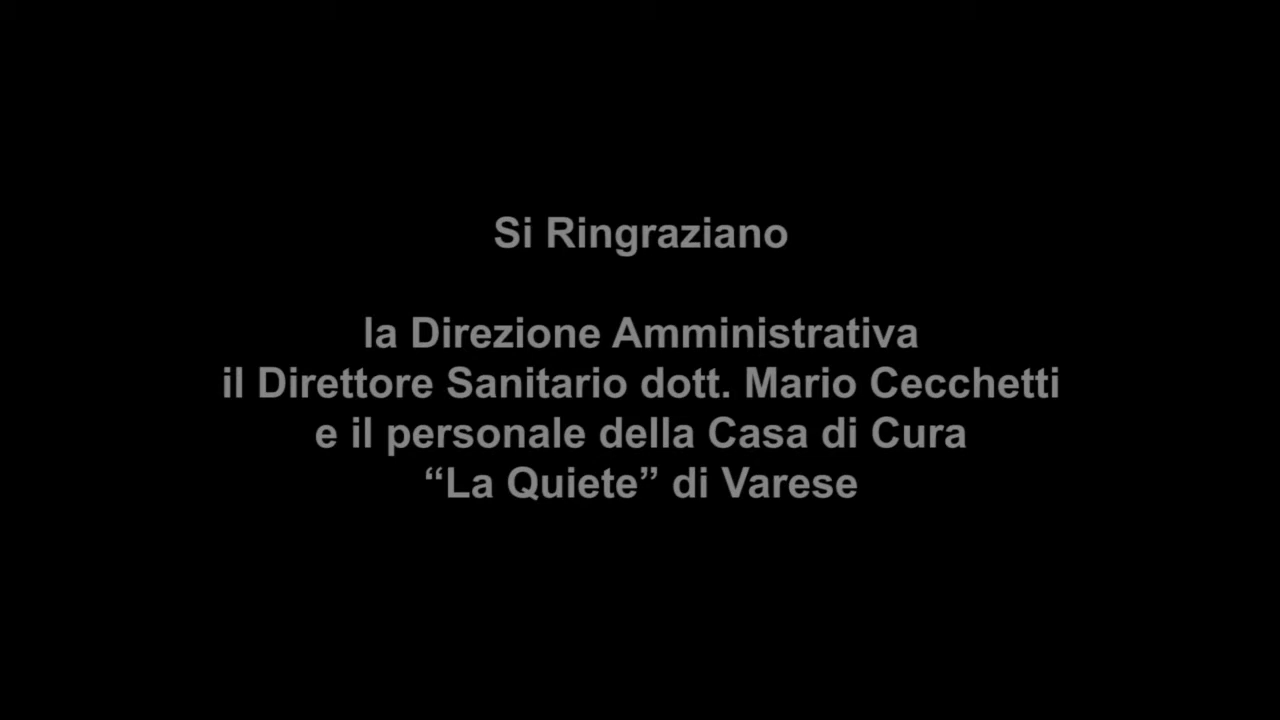 Si Ringraziano
la Direzione Amministrativa
il Direttore Sanitario dott. Mario Cecchetti
e il personale della Casa di Cura
“La Quiete” di Varese